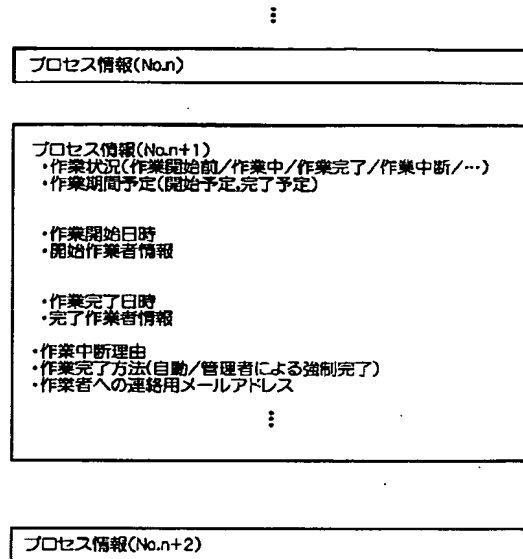 プロセス情報(No.n)
プロセス情報(No.n+1)
・作業状況(作業開始前/作業中/作業完了/作業中断/…)
・作業期間予定(開始予定,完了予定)
・作業開始日時
・開始作業者情報
・作業完了日時
・完了作業者情報
・作業中断理由
・作業完了方法(自動/管理者による強制完了)
・作業者への連絡用メールアドレス
プロセス情報(No.n+2)